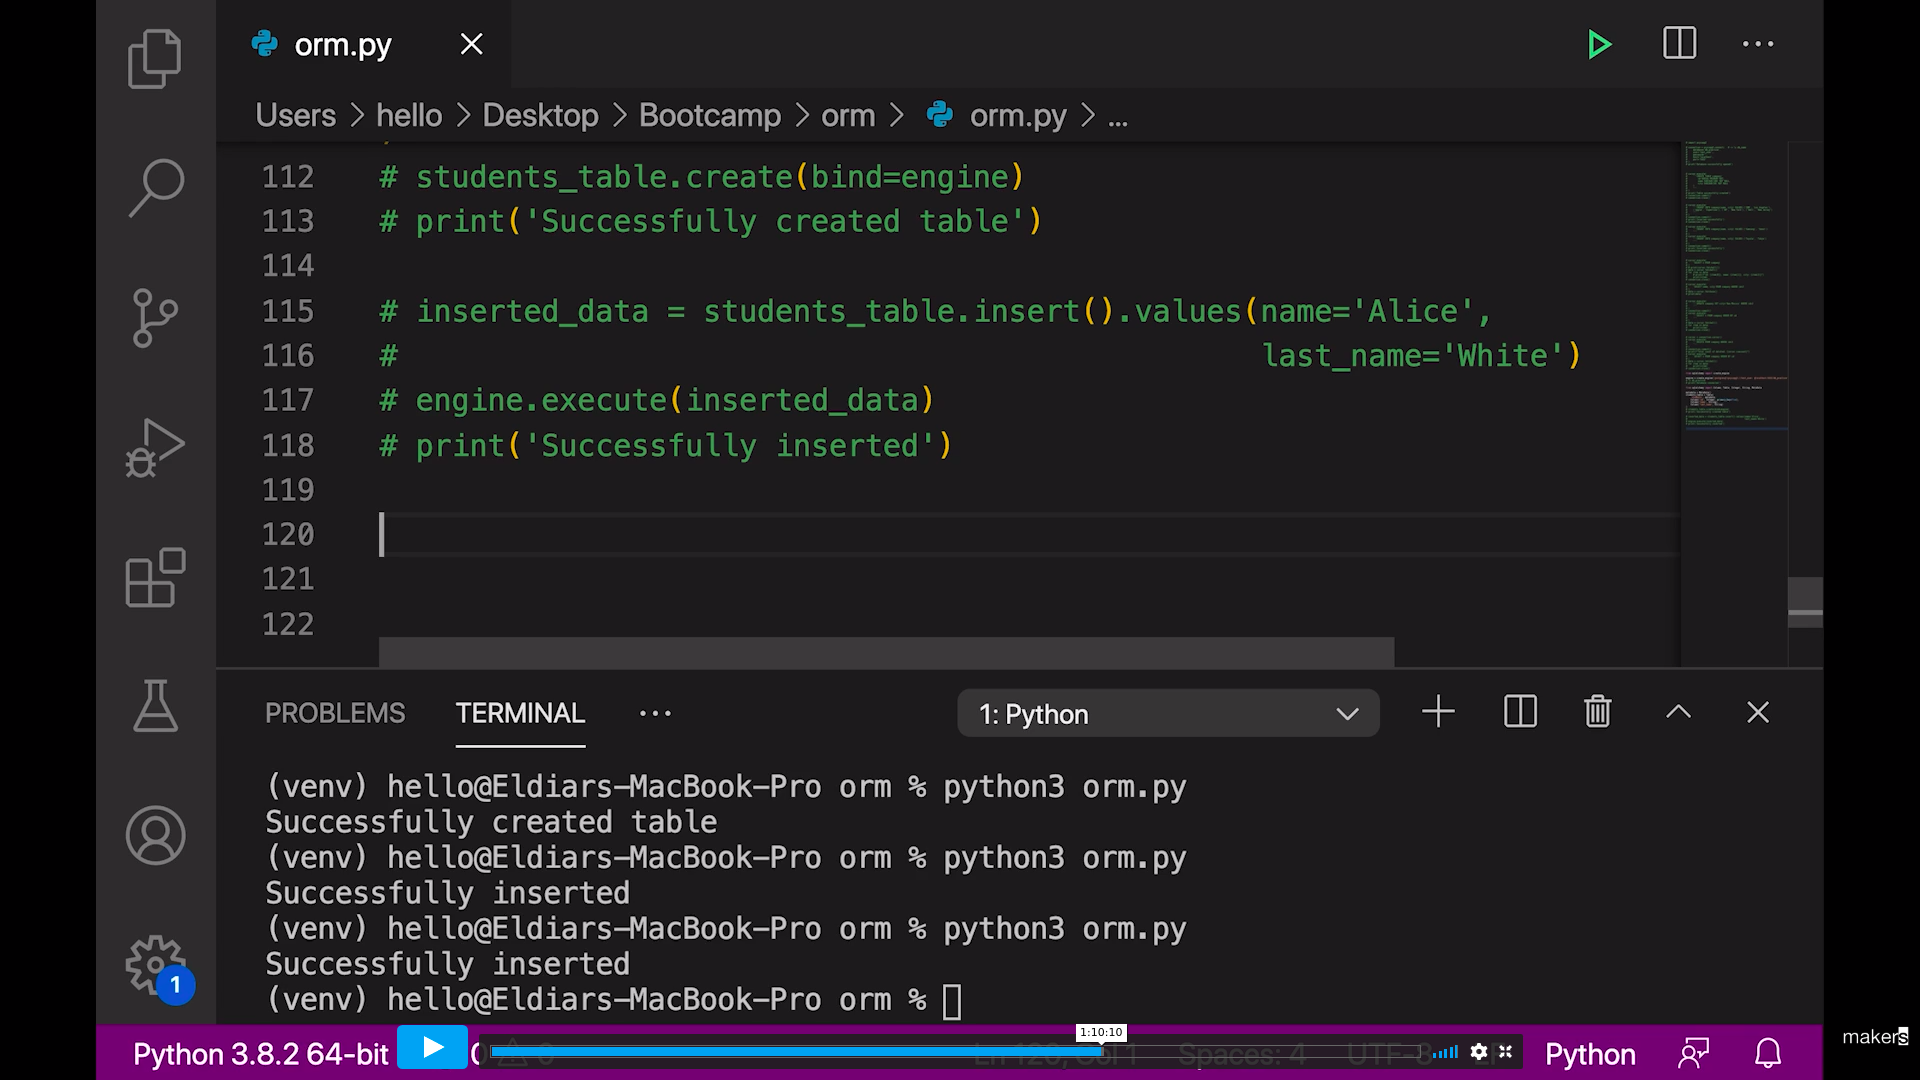 orm.py
Users > hello > Desktop > Bootcamp > orm > orm.py > ...
112 # students_table.create(bind=engine)
113 # print('Successfully created table')
114
115 # inserted_data = students_table.insert().values(name='Alice',
116 # last_name='White')
117 # engine.execute(inserted_data)
118 # print('Successfully inserted')
119
120
121
122
PROBLEMS TERMINAL ... 1: Python
(venv) hello@Eldiars-MacBook-Pro orm % python3 orm.py
Successfully created table
(venv) hello@Eldiars-MacBook-Pro orm % python3 orm.py
Successfully inserted
(venv) hello@Eldiars-MacBook-Pro orm % python3 orm.py
Successfully inserted
(venv) hello@Eldiars-MacBook-Pro orm %
1
1:10:10
Python 3.8.2 64-bit 0 0 Ln 120, Col 1 Spaces: 4 UTF-8 LF Python
makers